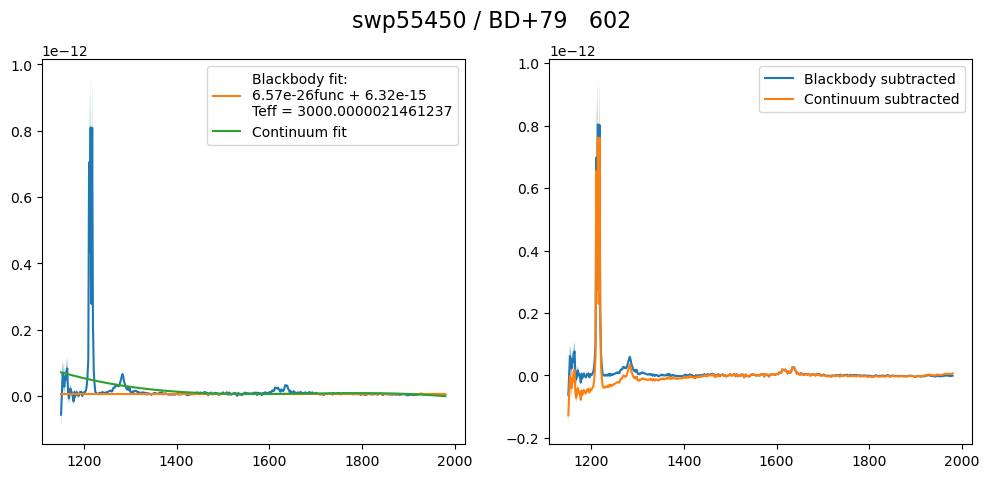 swp55450 / BD+79   602
1e−12
Blackbody fit:
6.57e-26func + 6.32e-15
Teff = 3000.0000021461237
Continuum fit
1.0
0.8
0.6
0.4
0.2
0.0
1200 1400 1600 1800 2000
1e−12
Blackbody subtracted
Continuum subtracted
1.0
0.8
0.6
0.4
0.2
0.0
−0.2
1200 1400 1600 1800 2000